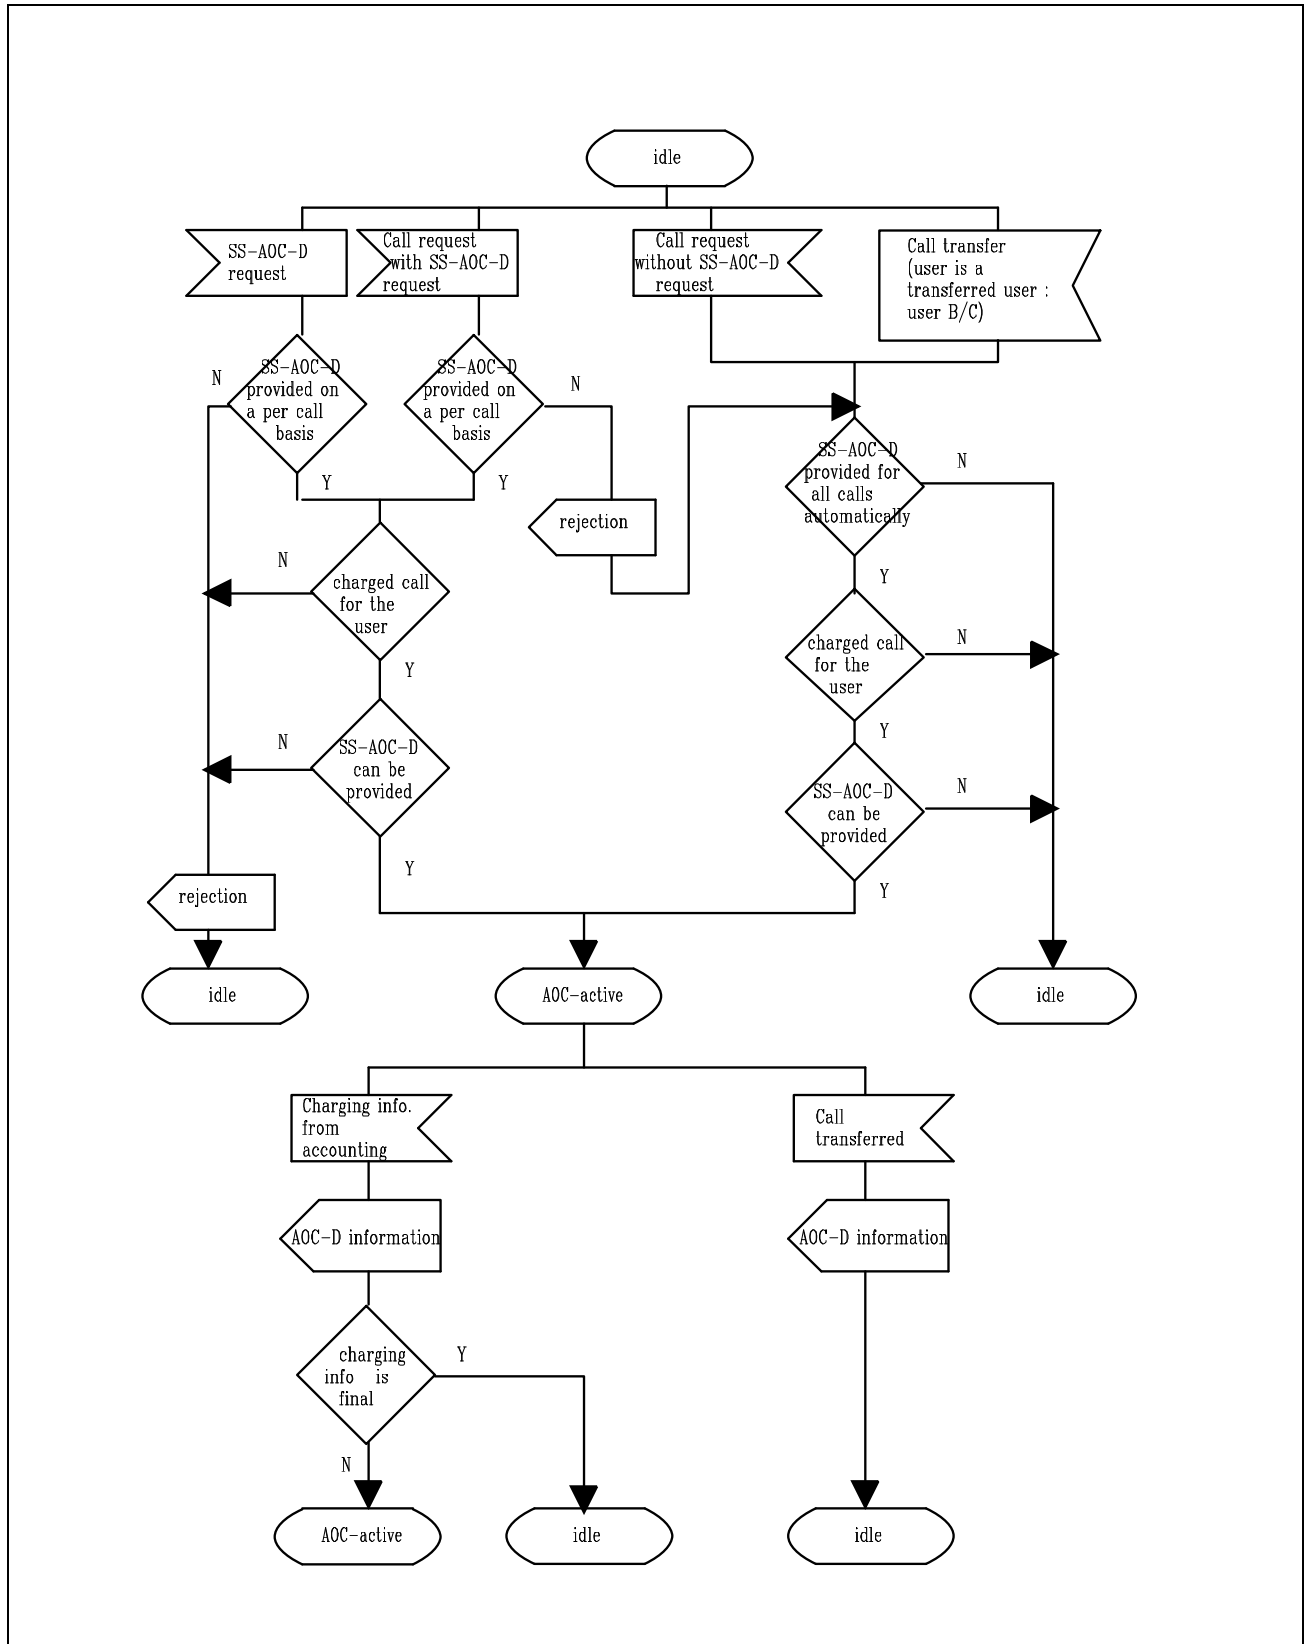 idle
SS-AOC-D
request
Call request
with SS-AOC-D
request
Call request
without SS-AOC-D
request
Call transfer
(user is a
transferred user :
user B/C)
N
SS-AOC-D
provided on
a per call
basis
Y
SS-AOC-D
provided on
a per call
basis
Y
N
rejection
SS-AOC-D
provided for
all calls
automatically
N
Y
N
charged call
for the
user
Y
charged call
for the
user
N
Y
N
SS-AOC-D
can be
provided
Y
SS-AOC-D
can be
provided
N
Y
rejection
idle
AOC-active
idle
Charging info.
from
accounting
Call
transferred
AOC-D information
AOC-D information
charging
info is
final
Y
N
AOC-active
idle
idle